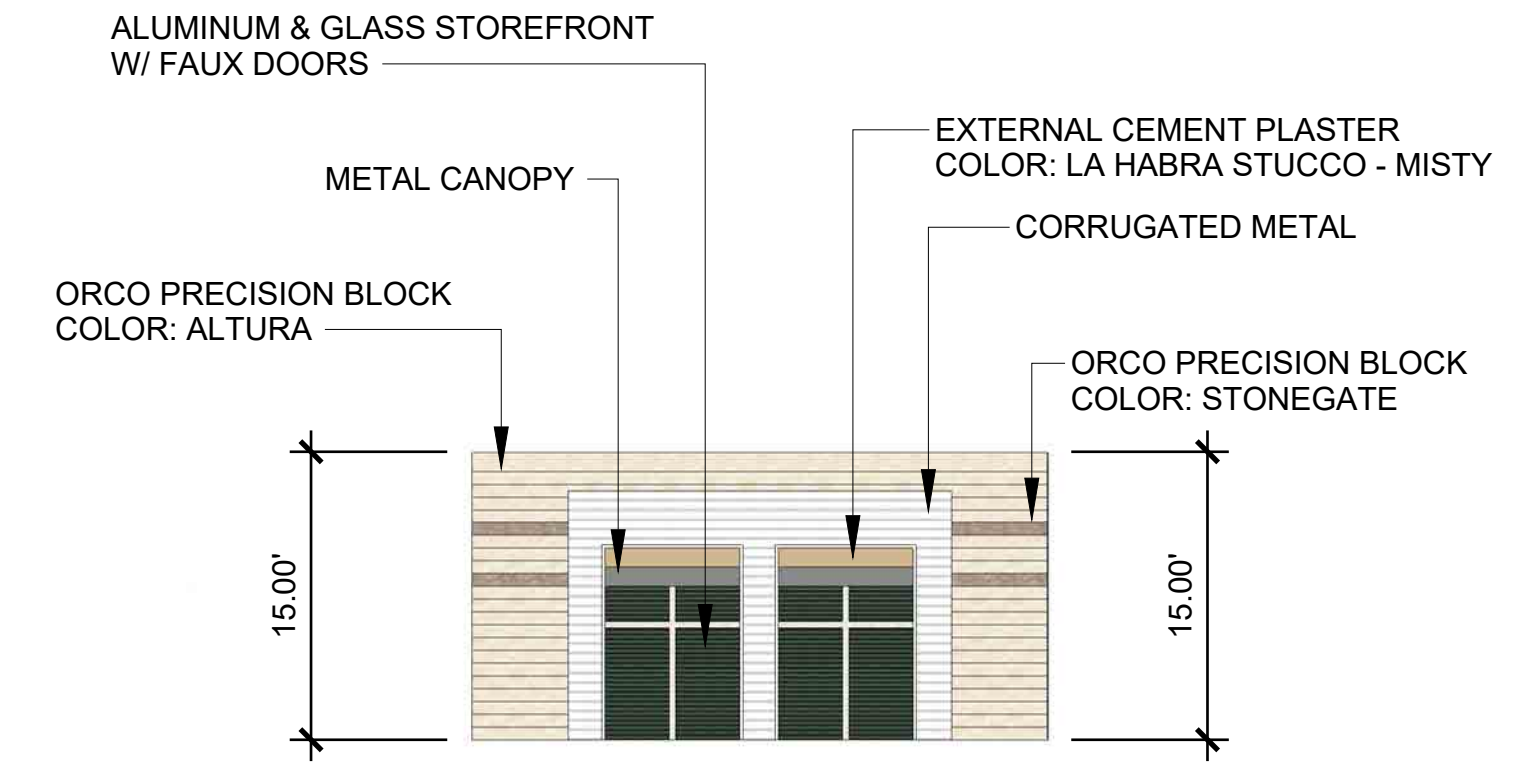 ALUMINUM & GLASS STOREFRONT
W/ FAUX DOORS
EXTERNAL CEMENT PLASTER
COLOR: LA HABRA STUCCO - MISTY
METAL CANOPY
CORRUGATED METAL
ORCO PRECISION BLOCK
COLOR: ALTURA
ORCO PRECISION BLOCK
COLOR: STONEGATE
15.00'
15.00'